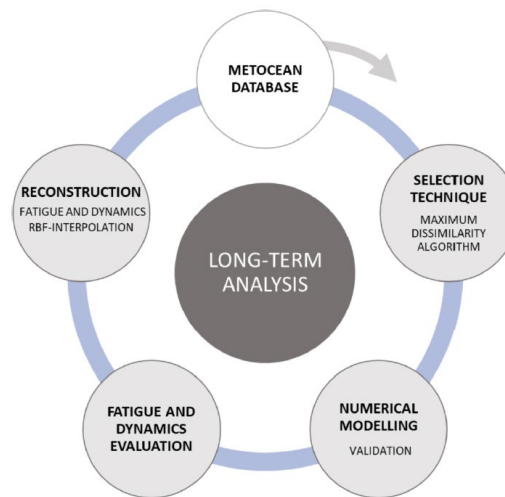 METOCEAN
DATABASE
SELECTION
TECHNIQUE
MAXIMUM
DISSIMILARITY
ALGORITHM
NUMERICAL
MODELLING
VALIDATION
FATIGUE AND
DYNAMICS
EVALUATION
RECONSTRUCTION
FATIGUE AND DYNAMICS
RBF-INTERPOLATION
LONG-TERM
ANALYSIS